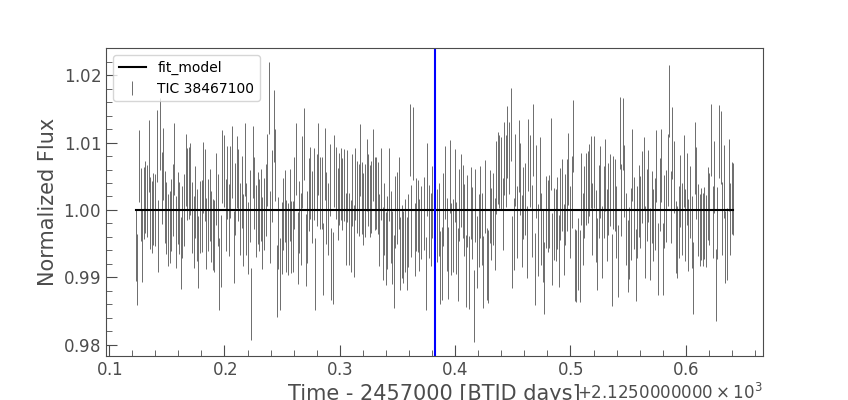 fit_model
TIC 38467100
1.02
1.01
1.00
0.99
0.98
Normalized Flux
0.1 0.2 0.3 0.4 0.5 0.6
Time - 2457000 [BTJD days]
+2.1250000000 × 10³